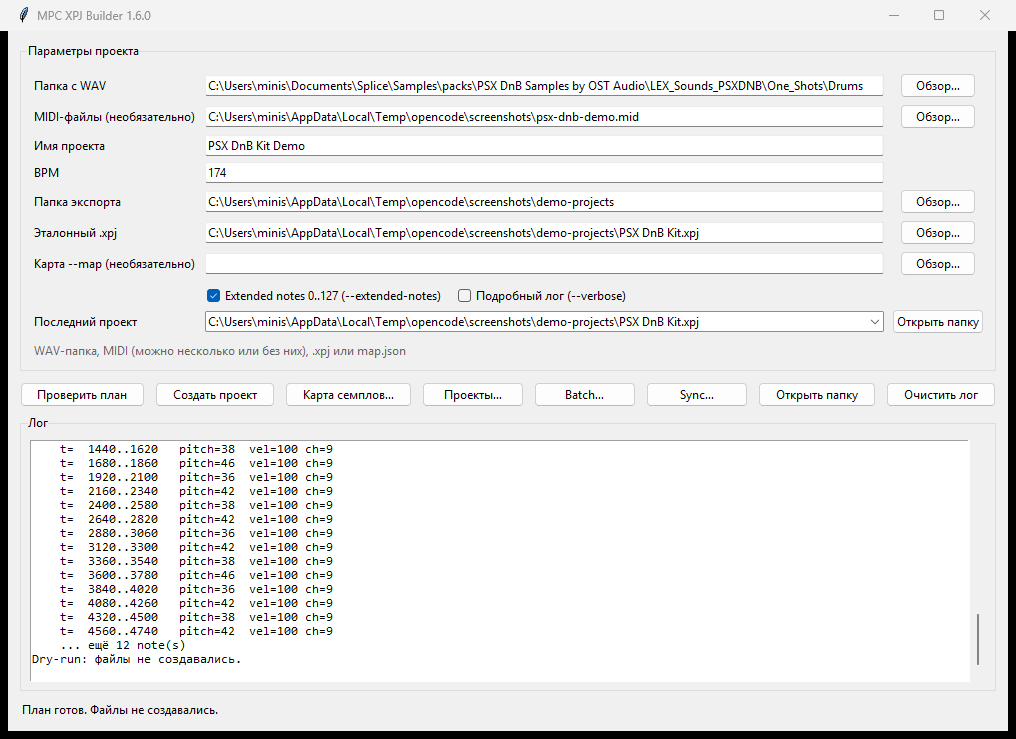 MPC XPJ Builder 1.6.0
Параметры проекта
Папка с WAV C:\Users\minis\Documents\Splice\Samples\packs\PSX DnB Samples by OST Audio\LEX_Sounds_PSXDNB\One_Shots\Drums Обзор...
MIDI-файлы (необязательно) C:\Users\minis\AppData\Local\Temp\opencode\screenshots\psx-dnb-demo.mid Обзор...
Имя проекта PSX DnB Kit Demo
BPM 174
Папка экспорта C:\Users\minis\AppData\Local\Temp\opencode\screenshots\demo-projects Обзор...
Эталонный .xpj C:\Users\minis\AppData\Local\Temp\opencode\screenshots\demo-projects\PSX DnB Kit.xpj Обзор...
Карта --map (необязательно) Обзор...
Extended notes 0..127 (--extended-notes) Подробный лог (--verbose)
Последний проект C:\Users\minis\AppData\Local\Temp\opencode\screenshots\demo-projects\PSX DnB Kit.xpj Открыть папку
WAV-папка, MIDI (можно несколько или без них), .xpj или map.json
Проверить план Создать проект Карта семплов... Проекты... Batch... Sync... Открыть папку Очистить лог
Лог
t= 1440..1620 pitch=38 vel=100 ch=9
t= 1680..1860 pitch=46 vel=100 ch=9
t= 1920..2100 pitch=36 vel=100 ch=9
t= 2160..2340 pitch=42 vel=100 ch=9
t= 2400..2580 pitch=38 vel=100 ch=9
t= 2640..2820 pitch=42 vel=100 ch=9
t= 2880..3060 pitch=36 vel=100 ch=9
t= 3120..3300 pitch=42 vel=100 ch=9
t= 3360..3540 pitch=38 vel=100 ch=9
t= 3600..3780 pitch=46 vel=100 ch=9
t= 3840..4020 pitch=36 vel=100 ch=9
t= 4080..4260 pitch=42 vel=100 ch=9
t= 4320..4500 pitch=38 vel=100 ch=9
t= 4560..4740 pitch=42 vel=100 ch=9
... ещё 12 note(s)
Dry-run: файлы не создавались.
План готов. Файлы не создавались.